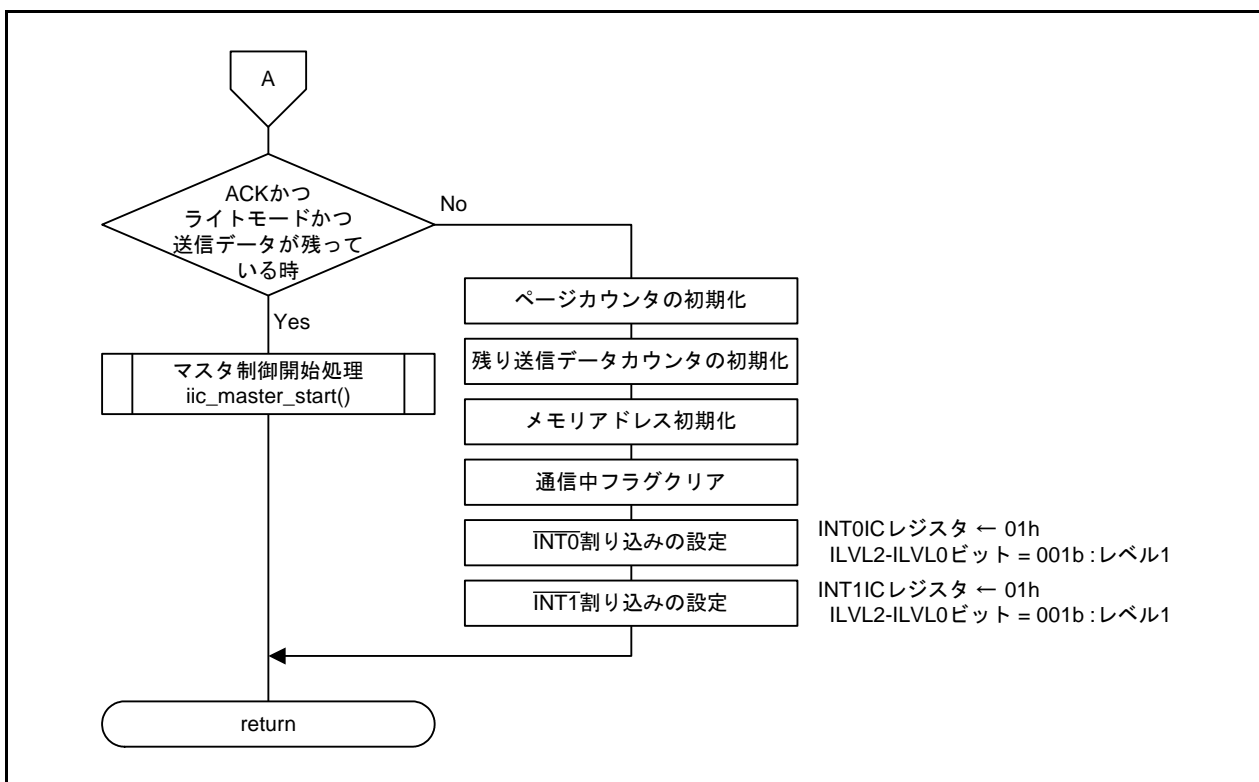 A
ACKかつ
ライトモードかつ
送信データが残って
いる時
No
Yes
マスタ制御開始処理
iic_master_start()
ページカウンタの初期化
残り送信データカウンタの初期化
メモリアドレス初期化
通信中フラグクリア
INT0割り込みの設定
INT0ICレジスタ ← 01h
ILVL2-ILVL0ビット = 001b : レベル1
INT1割り込みの設定
INT1ICレジスタ ← 01h
ILVL2-ILVL0ビット = 001b : レベル1
return